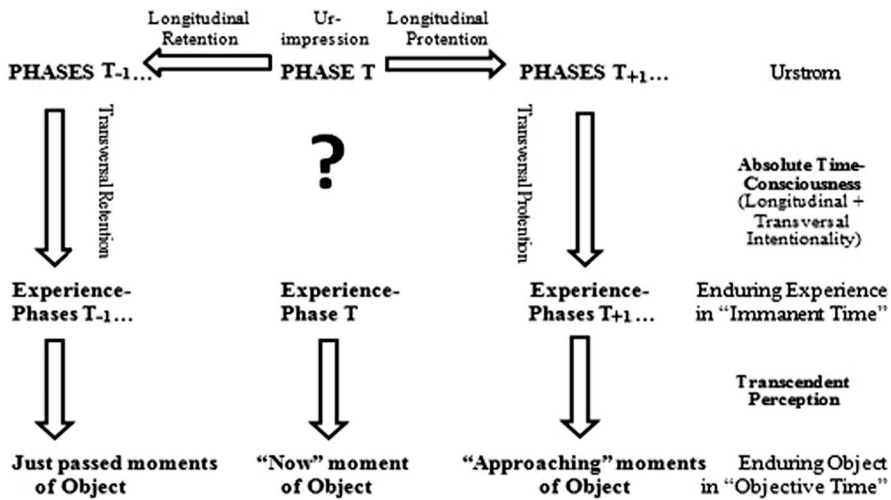 Longitudinal
Retention
Ur-
impression
Longitudinal
Protention
PHASES T-1...
PHASE T
PHASES T+1...
Urstrom
Transversal Retention
?
Transversal Protention
Absolute Time-
Consciousness
(Longitudinal +
Transversal
Intentionality)
Experience-
Phases T-1...
Experience-
Phase T
Experience-
Phases T+1...
Enduring Experience
in “Immanent Time”
Transcendent
Perception
Just passed moments
of Object
“Now” moment
of Object
“Approaching” moments
of Object
Enduring Object
in “Objective Time”